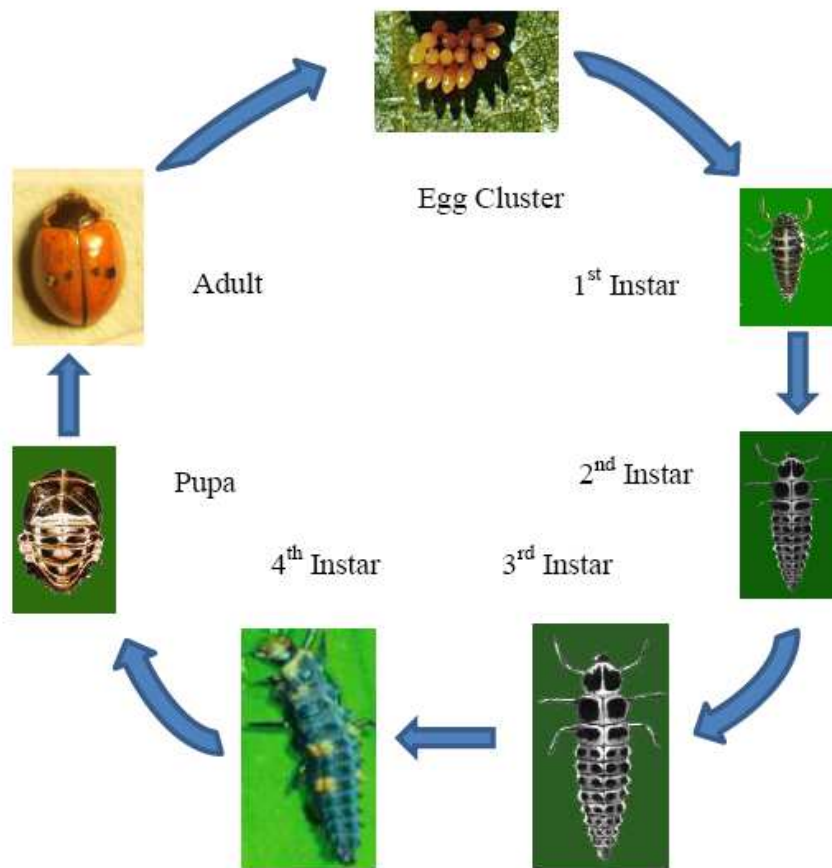 Egg Cluster
Adult
1st Instar
Pupa
2nd Instar
4th Instar
3rd Instar